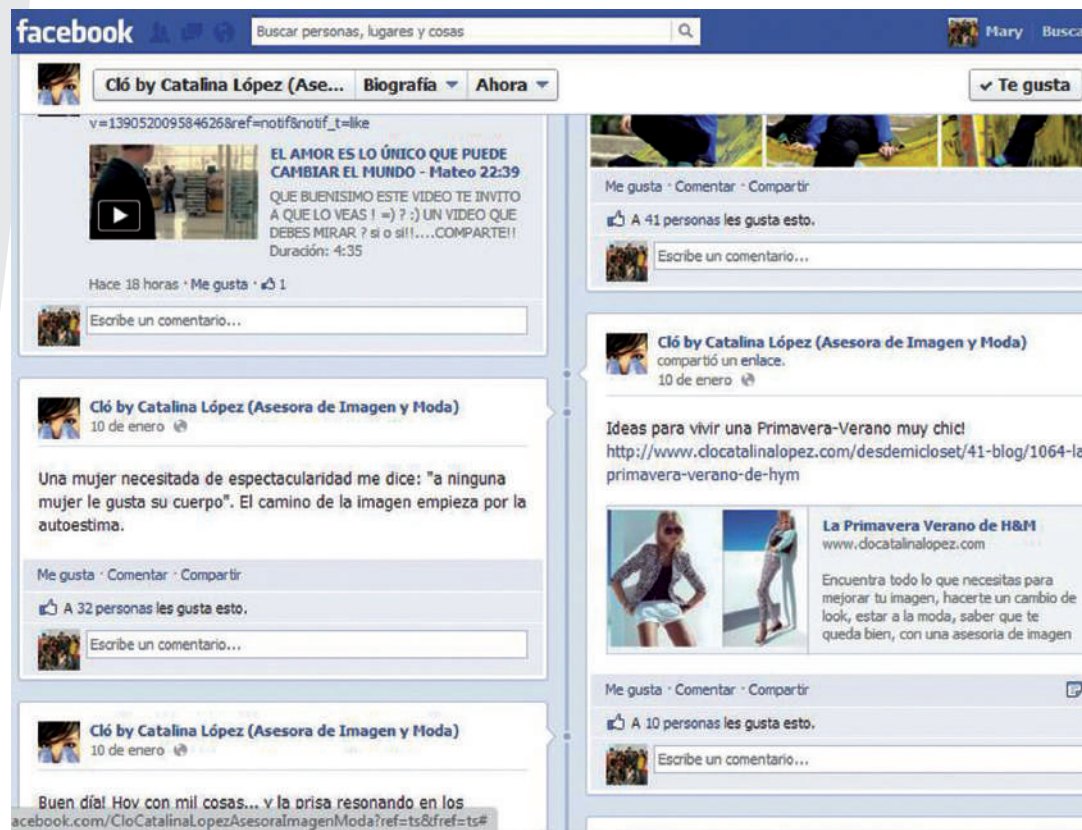 facebook
Buscar personas, lugares y cosas
Mary
Busca
Cló by Catalina López (Ase...
Biografía
Ahora
Te gusta
v=139052009584626&ref=notif&notif_t=like
EL AMOR ES LO ÚNICO QUE PUEDE
CAMBIAR EL MUNDO - Mateo 22:39
QUE BUENISIMO ESTE VIDEO TE INVITO
A QUE LO VEAS ! =) ? :) UN VIDEO QUE
DEBES MIRAR ? si o si!!....COMPARTE!!
Duración: 4:35
Hace 18 horas · Me gusta · 1
Escribe un comentario...
Cló by Catalina López (Asesora de Imagen y Moda)
10 de enero
Una mujer necesitada de espectacularidad me dice: "a ninguna
mujer le gusta su cuerpo". El camino de la imagen empieza por la
autoestima.
Me gusta · Comentar · Compartir
A 32 personas les gusta esto.
Escribe un comentario...
Cló by Catalina López (Asesora de Imagen y Moda)
10 de enero
Buen día! Hoy con mil cosas... y la prisa resonando en los
acebook.com/CloCatalinaLopezAsesoraImagenModa?ref=ts&fref=ts#
Me gusta · Comentar · Compartir
A 41 personas les gusta esto.
Escribe un comentario...
Cló by Catalina López (Asesora de Imagen y Moda)
compartió un enlace.
10 de enero
Ideas para vivir una Primavera-Verano muy chic!
http://www.clocatalinalopez.com/desdemicloset/41-blog/1064-la
primavera-verano-de-hym
La Primavera Verano de H&M
www.clocatalinalopez.com
Encuentra todo lo que necesitas para
mejorar tu imagen, hacerte un cambio de
look, estar a la moda, saber que te
queda bien, con una asesoria de imagen
Me gusta · Comentar · Compartir
A 10 personas les gusta esto.
Escribe un comentario...